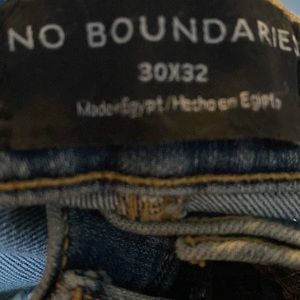 NO BOUNDARIES
30X32
Made in Egypt/Hecho en Egipto